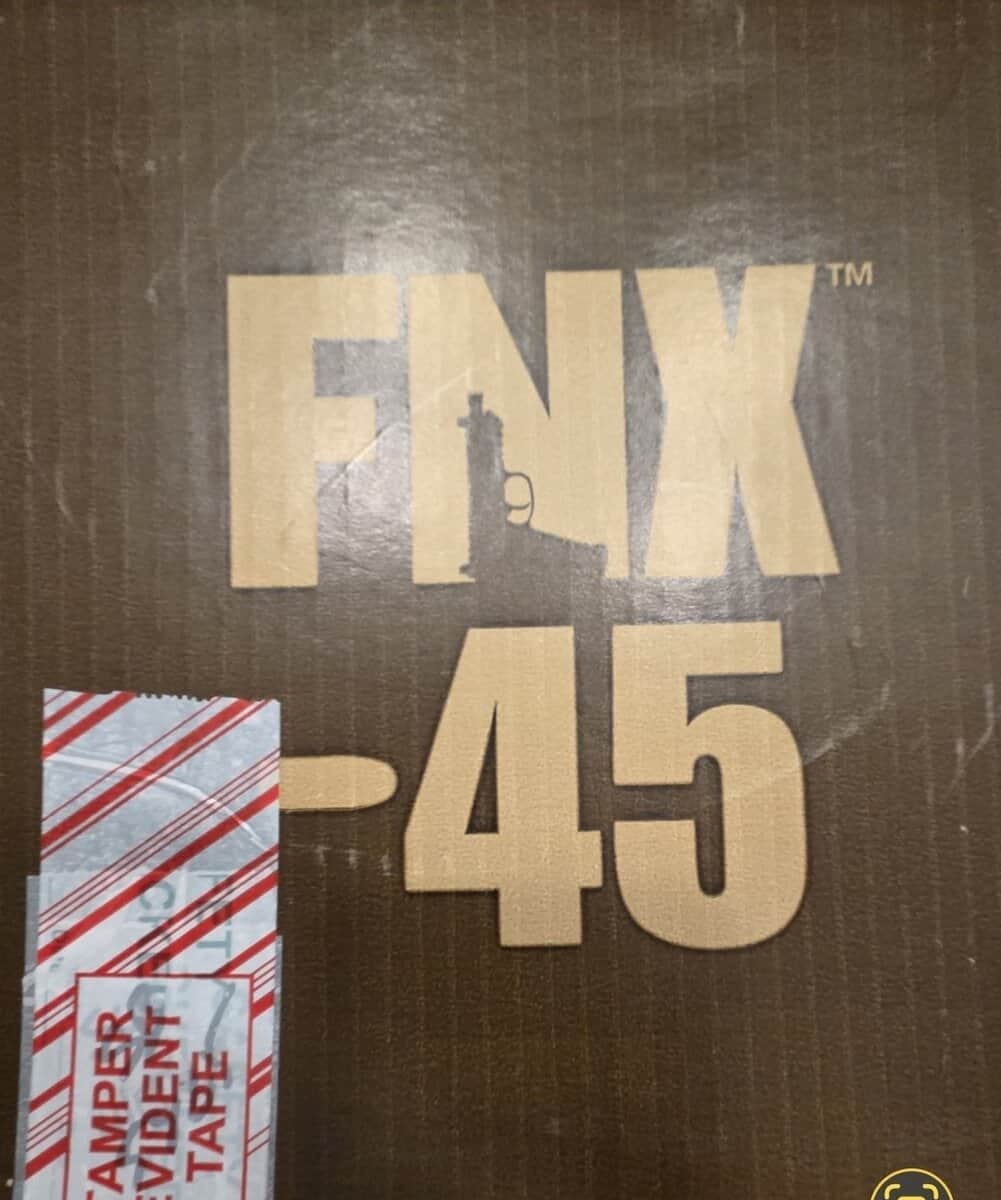 FNX™
-45
TAMPER
EVIDENT
TAPE